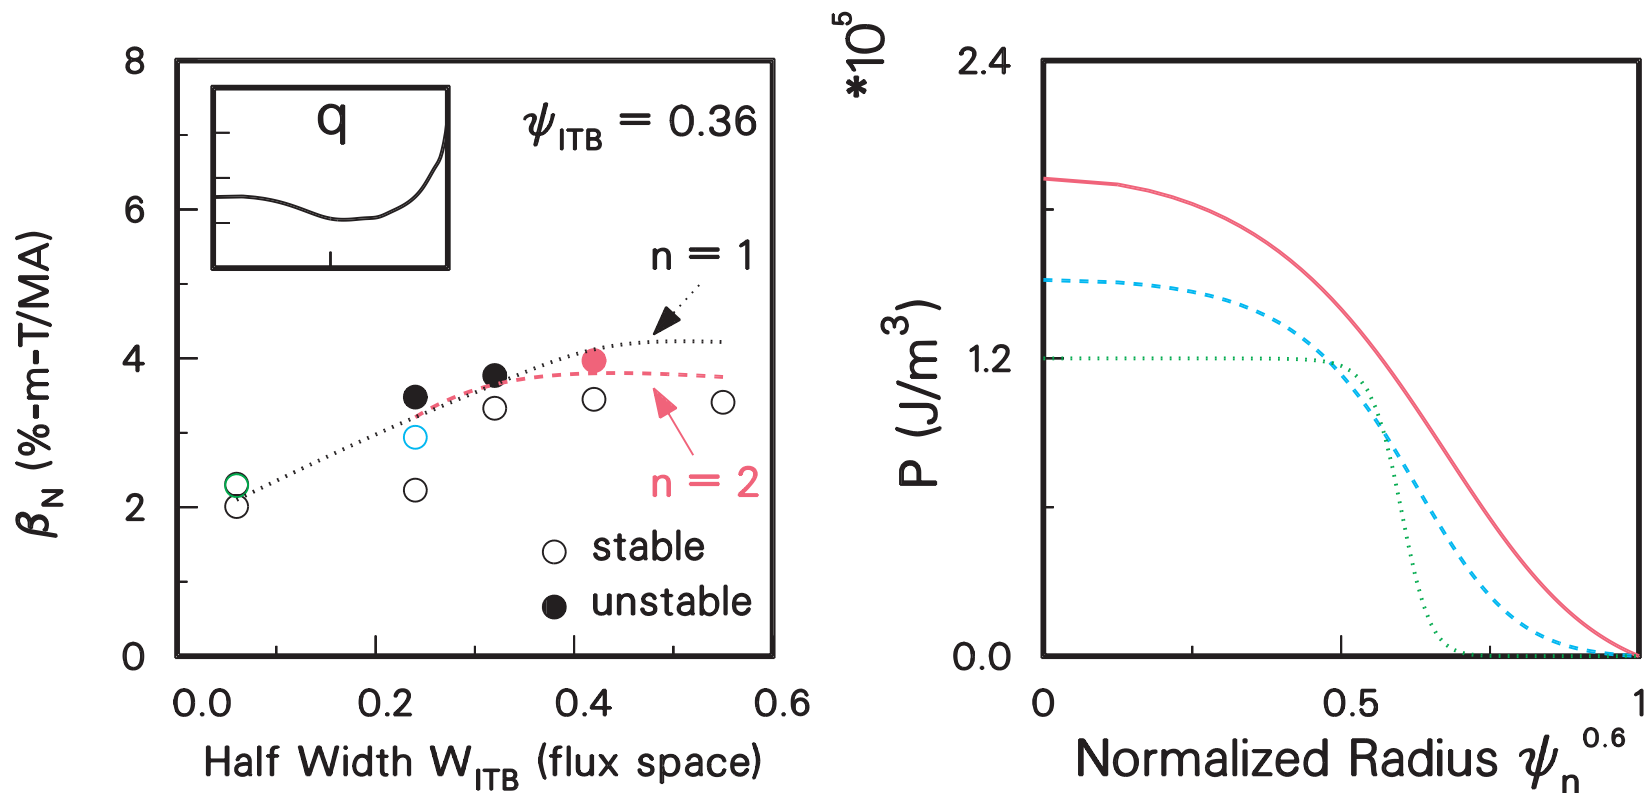 8
6
4
2
0
β_N (%-m-T/MA)
q
ψ_ITB = 0.36
n = 1
n = 2
stable
unstable
0.0 0.2 0.4 0.6
Half Width W_ITB (flux space)
*10^5
2.4
1.2
0.0
P (J/m^3)
0 0.5 1
Normalized Radius ψ_n^0.6